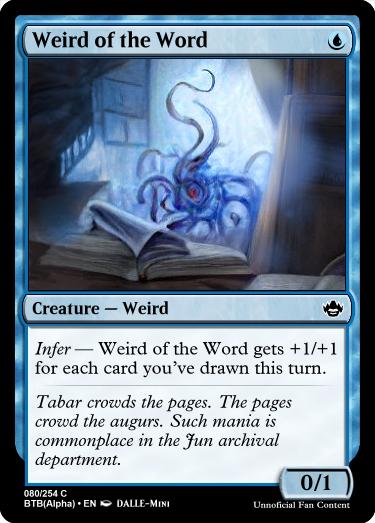 Weird of the Word
Creature — Weird
Infer — Weird of the Word gets +1/+1
for each card you've drawn this turn.
Tabar crowds the pages. The pages
crowd the augurs. Such mania is
commonplace in the Jun archival
department.
0/1
080/254 C
BTB(Alpha) • EN DALLE-Mini
Unnoficial Fan Content